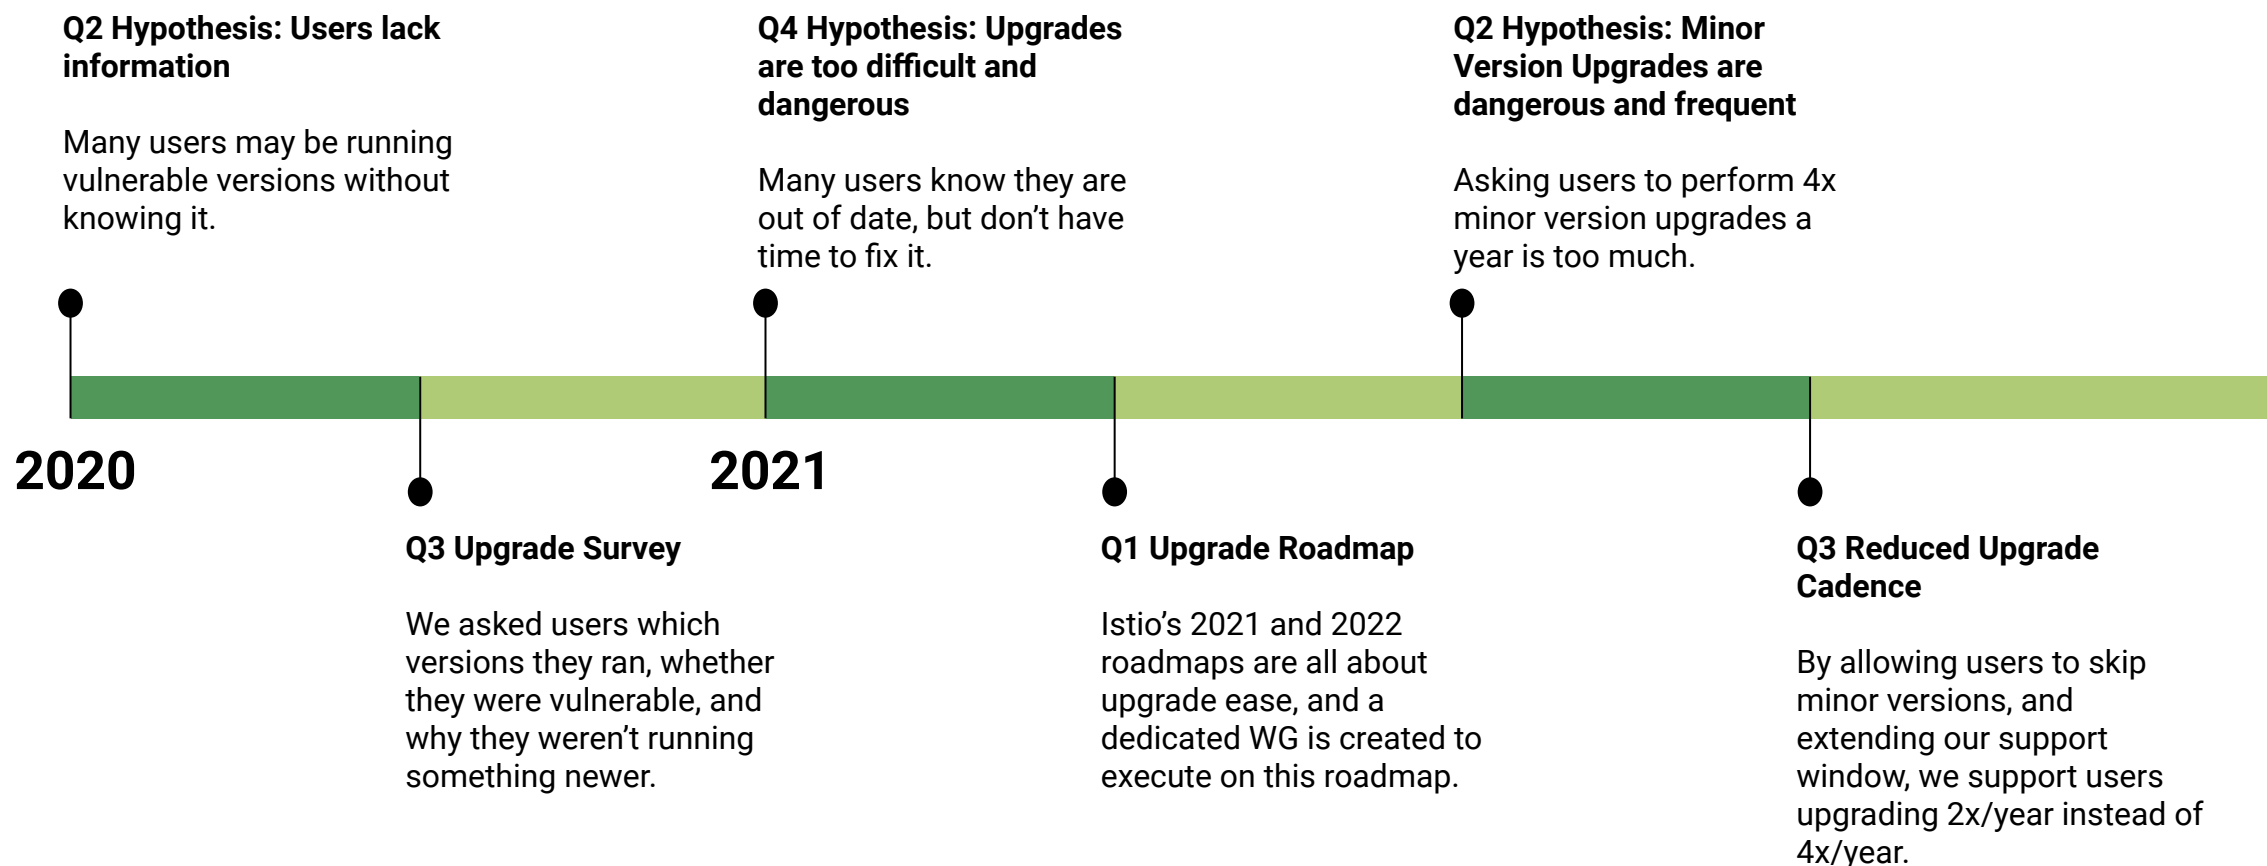 Q2 Hypothesis: Users lack
information
Many users may be running
vulnerable versions without
knowing it.
Q4 Hypothesis: Upgrades
are too difficult and
dangerous
Many users know they are
out of date, but don’t have
time to fix it.
Q2 Hypothesis: Minor
Version Upgrades are
dangerous and frequent
Asking users to perform 4x
minor version upgrades a
year is too much.
2020
2021
Q3 Upgrade Survey
We asked users which
versions they ran, whether
they were vulnerable, and
why they weren’t running
something newer.
Q1 Upgrade Roadmap
Istio’s 2021 and 2022
roadmaps are all about
upgrade ease, and a
dedicated WG is created to
execute on this roadmap.
Q3 Reduced Upgrade
Cadence
By allowing users to skip
minor versions, and
extending our support
window, we support users
upgrading 2x/year instead of
4x/year.